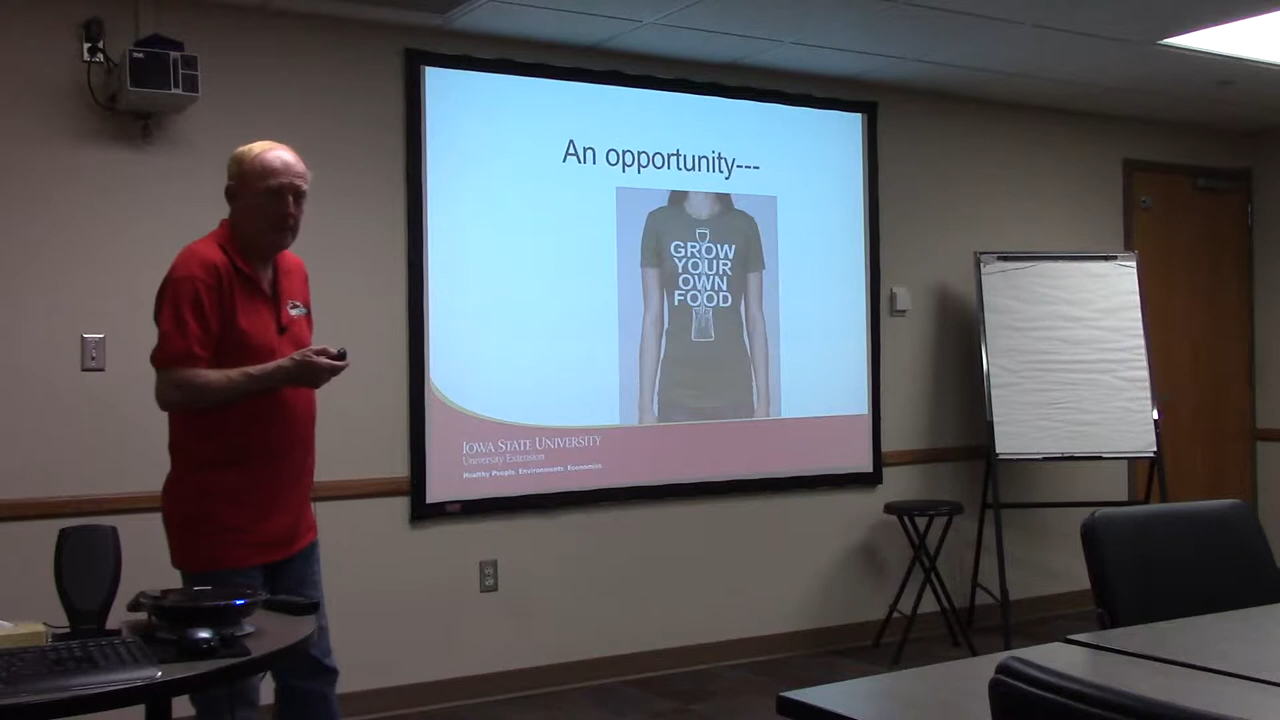 An opportunity---
GROW
YOUR
OWN
FOOD
IOWA STATE UNIVERSITY
University Extension
Healthy People. Environments. Economies.